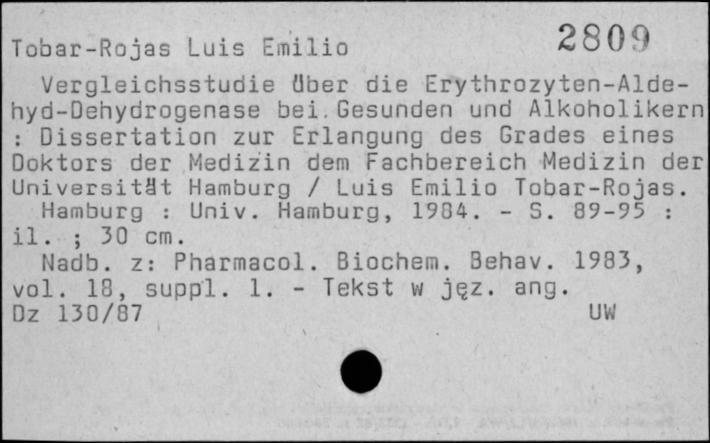 2809
Tobar-Rojas Luis Emilio
Vergleichsstudie über die Erythrozyten-Alde-
hyd-Dehydrogenase bei Gesunden und Alkoholikern
: Dissertation zur Erlangung des Grades eines
Doktors der Medizin dem Fachbereich Medizin der
Universität Hamburg / Luis Emilio Tobar-Rojas.
Hamburg : Univ. Hamburg, 1984. - S. 89-95 :
il. ; 30 cm.
Nadb. z: Pharmacol. Biochem. Behav. 1983,
vol. 18, suppl. 1. - Tekst w jęz. ang.
Dz 130/87 UW